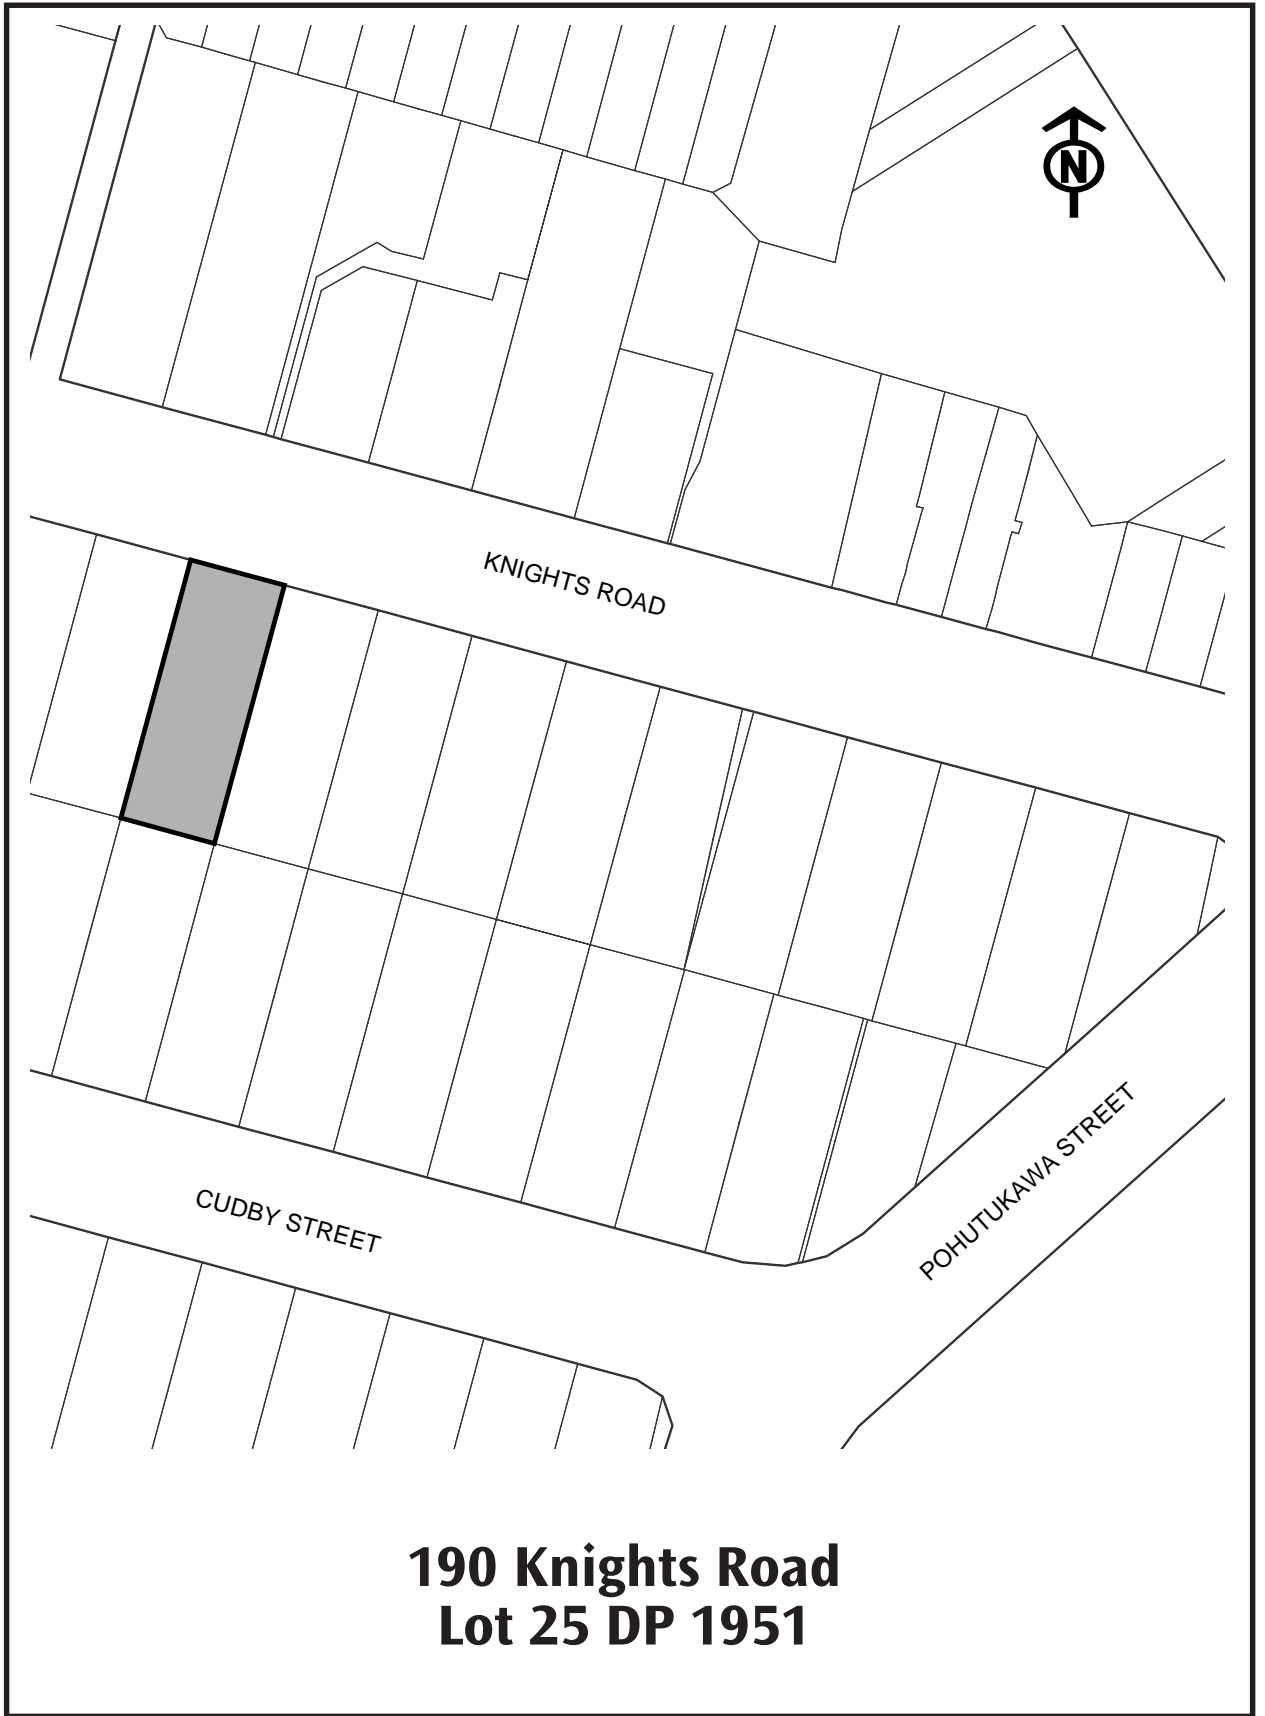 N
KNIGHTS ROAD
CUDBY STREET
POHUTUKAWA STREET
190 Knights Road
Lot 25 DP 1951